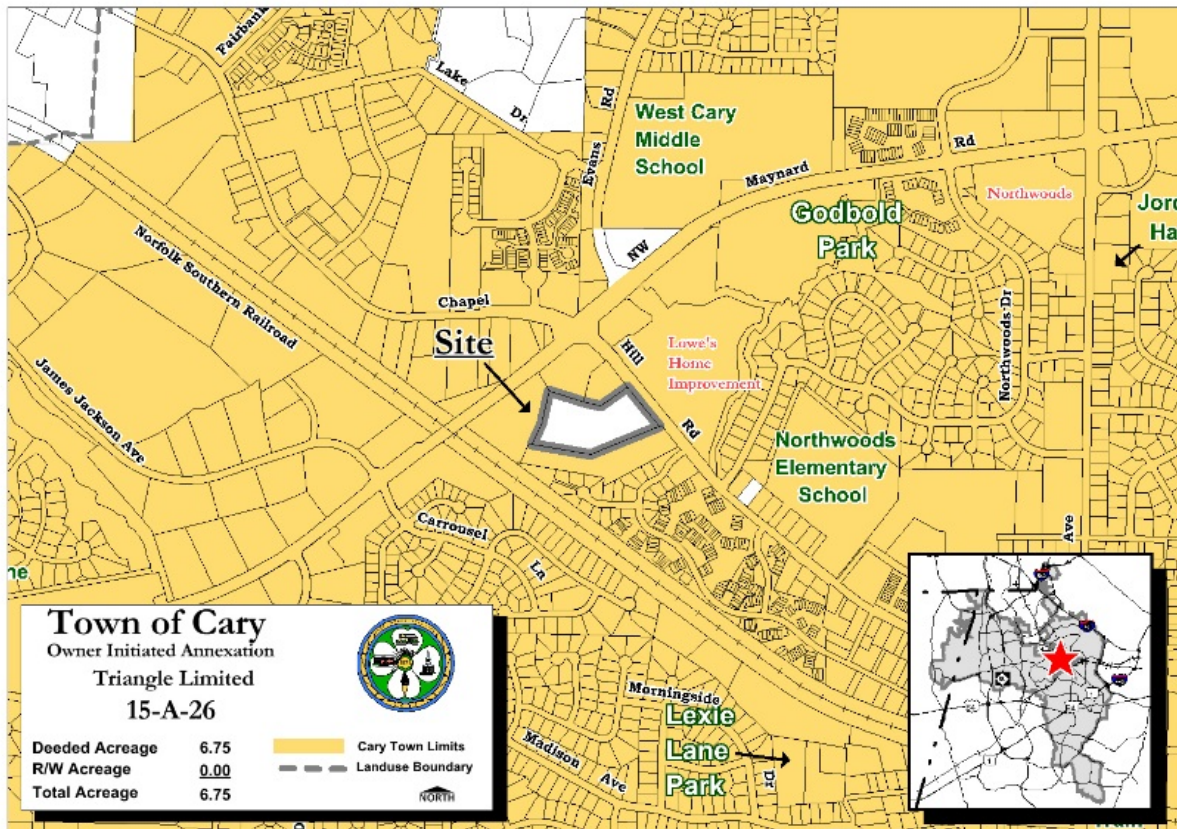 Fairbank
Lake
Dr.
Evans
Rd
West Cary
Middle
School
Maynard
Rd
Northwoods
Godbold
Park
Jord
Ha
NW
Norfolk Southern Railroad
Chapel
Hill
Rd
Northwoods Dr
Site
Lowe's
Home
Improvement
James Jackson Ave
Northwoods
Elementary
School
Carrousel
Ln
Ave
ne
Town of Cary
Owner Initiated Annexation
Triangle Limited
15-A-26
Deeded Acreage 6.75
R/W Acreage 0.00
Total Acreage 6.75
Cary Town Limits
Landuse Boundary
NORTH
Morningside
Dr
Madison Ave
Lexie
Lane
Park